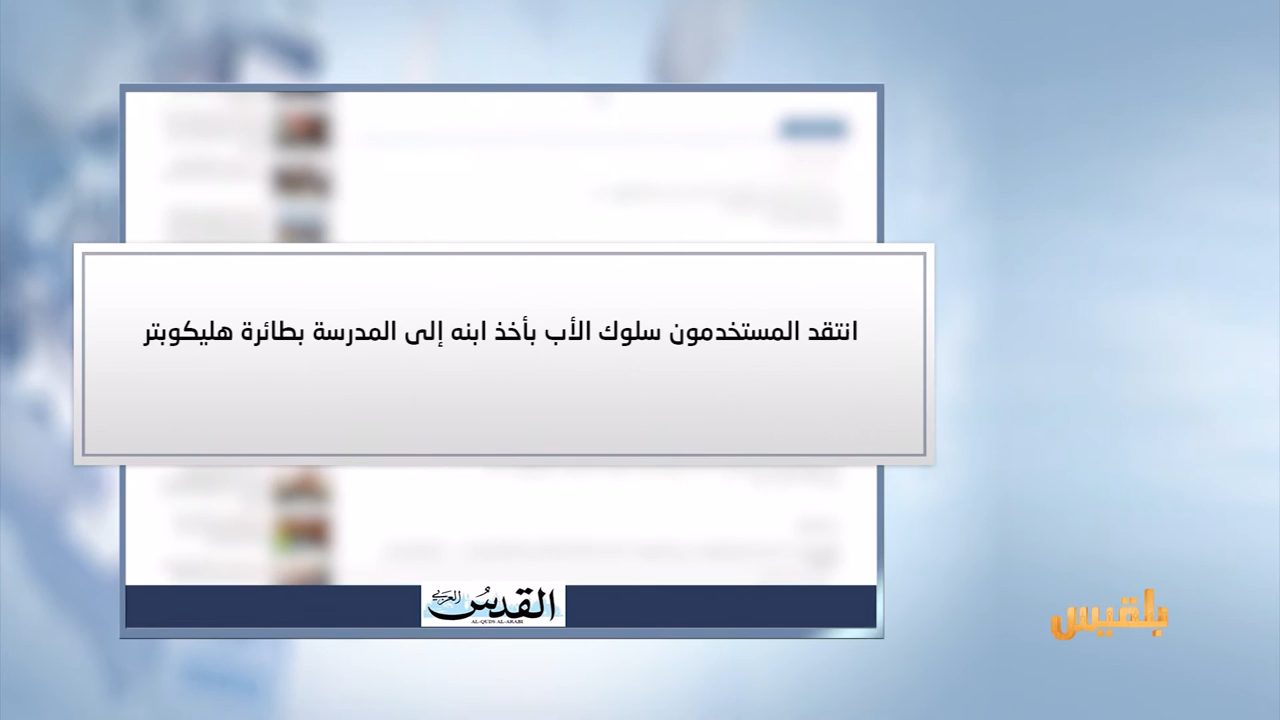 انتقد المستخدمون سلوك الأب بأخذ ابنه إلى المدرسة بطائرة هليكوبتر
القدس العربي
AL-QUDS AL-ARABI
بلقيس